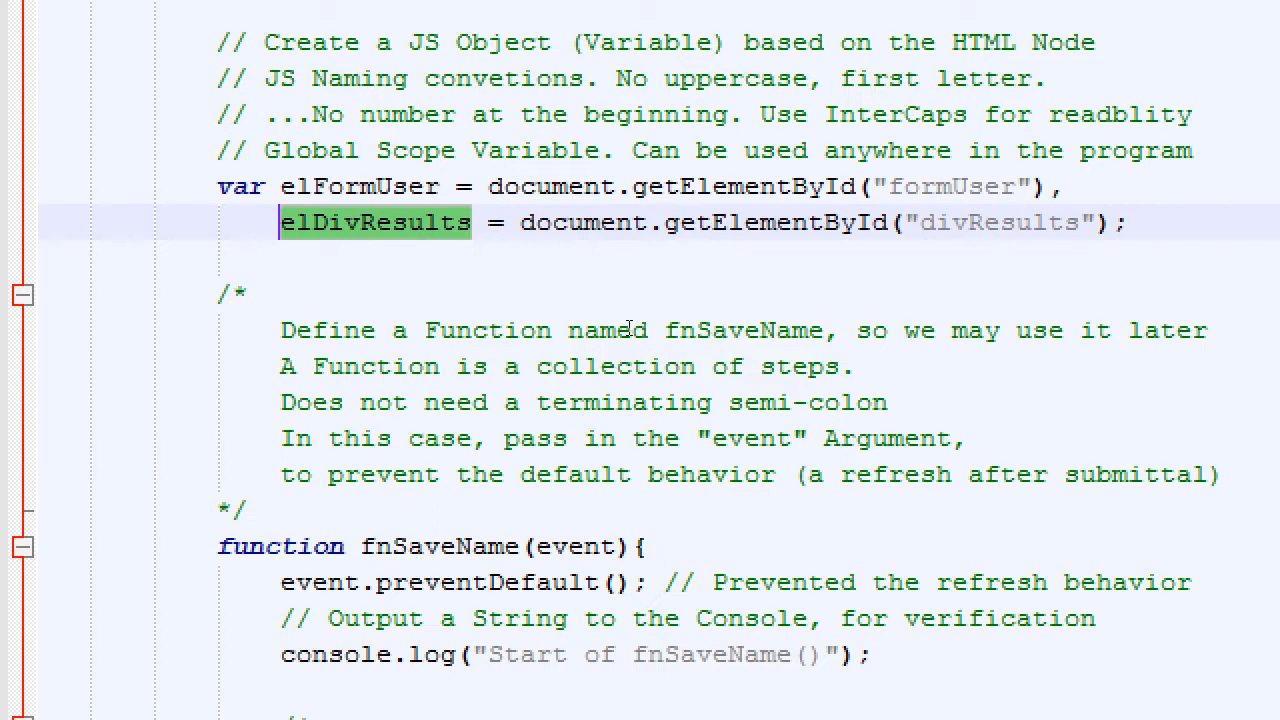 // Create a JS Object (Variable) based on the HTML Node
// JS Naming convetions. No uppercase, first letter.
// ...No number at the beginning. Use InterCaps for readblity
// Global Scope Variable. Can be used anywhere in the program
var elFormUser = document.getElementById("formUser"),
elDivResults = document.getElementById("divResults");
/*
Define a Function named fnSaveName, so we may use it later
A Function is a collection of steps.
Does not need a terminating semi-colon
In this case, pass in the "event" Argument,
to prevent the default behavior (a refresh after submittal)
*/
function fnSaveName(event){
event.preventDefault(); // Prevented the refresh behavior
// Output a String to the Console, for verification
console.log("Start of fnSaveName()");